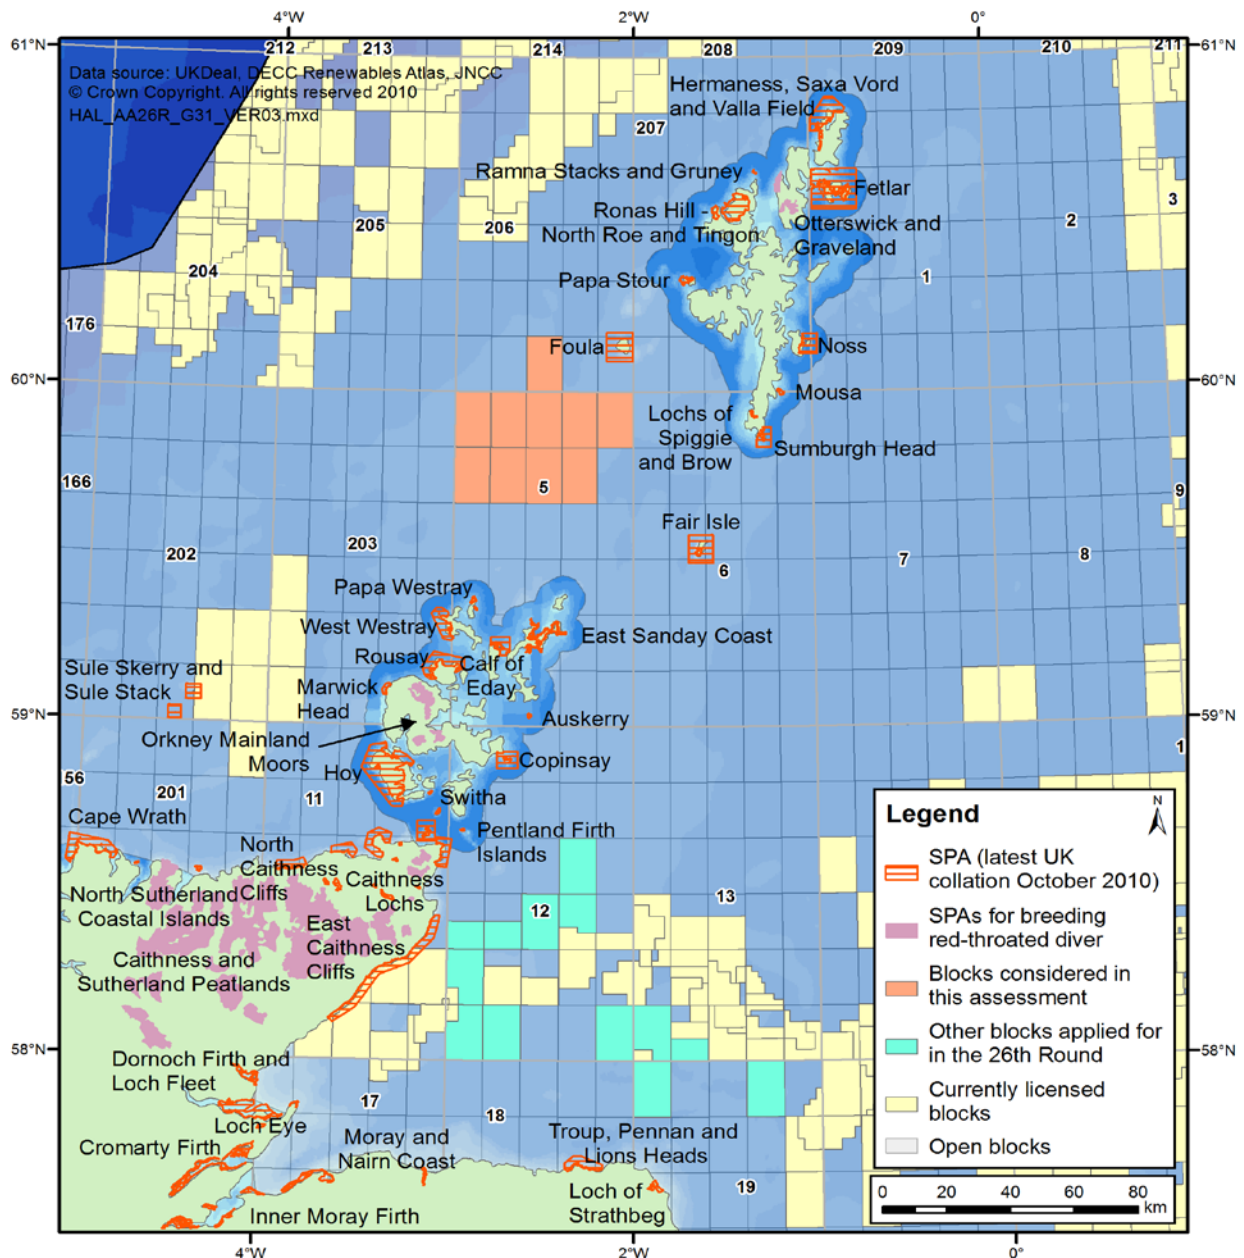 4°W
2°W
0°
61°N
61°N
212
213
214
208
209
210
211
Data source: UKDeal, DECC Renewables Atlas, JNCC
© Crown Copyright. All rights reserved 2010
HAL_AA26R_G31_VER03.mxd
Hermaness, Saxa Vord
and Valla Field
207
Ramna Stacks and Gruney
Fetlar
3
Ronas Hill -
North Roe and Tingon
Otterswick and
Graveland
205
206
2
204
Papa Stour
1
176
Foula
Noss
60°N
60°N
Mousa
Lochs of
Spiggie
and Brow
Sumburgh Head
166
5
9
Fair Isle
202
203
6
7
8
Papa Westray
West Westray
East Sanday Coast
Rousay
Calf of
Eday
Sule Skerry and
Sule Stack
Marwick
Head
59°N
59°N
Auskerry
Orkney Mainland
Moors
1
Copinsay
Hoy
56
201
11
Switha
Cape Wrath
Pentland Firth
Islands
North
Caithness
Cliffs
Caithness
Lochs
North Sutherland
Coastal Islands
12
13
East
Caithness
Cliffs
Caithness and
Sutherland Peatlands
58°N
58°N
Dornoch Firth and
Loch Fleet
17
18
Loch Eye
Cromarty Firth
Moray and
Nairn Coast
Troup, Pennan and
Lions Heads
Loch of
Strathbeg
19
Inner Moray Firth
Legend
N
SPA (latest UK
collation October 2010)
SPAs for breeding
red-throated diver
Blocks considered in
this assessment
Other blocks applied for
in the 26th Round
Currently licensed
blocks
Open blocks
0 20 40 60 80
km
4°W
2°W
0°